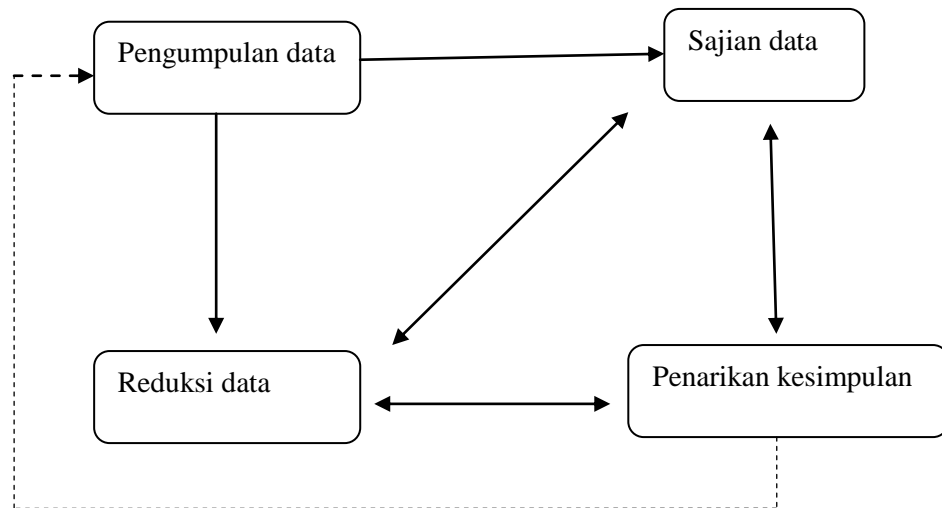 Pengumpulan data
Sajian data
Reduksi data
Penarikan kesimpulan